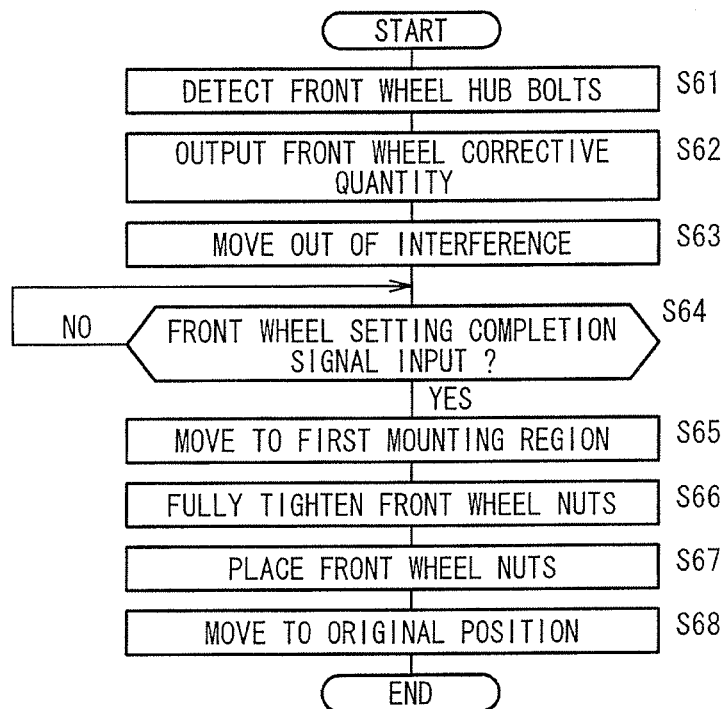 START
DETECT FRONT WHEEL HUB BOLTS S61
OUTPUT FRONT WHEEL CORRECTIVE
QUANTITY S62
MOVE OUT OF INTERFERENCE S63
FRONT WHEEL SETTING COMPLETION
SIGNAL INPUT ? S64
NO
YES
MOVE TO FIRST MOUNTING REGION S65
FULLY TIGHTEN FRONT WHEEL NUTS S66
PLACE FRONT WHEEL NUTS S67
MOVE TO ORIGINAL POSITION S68
END